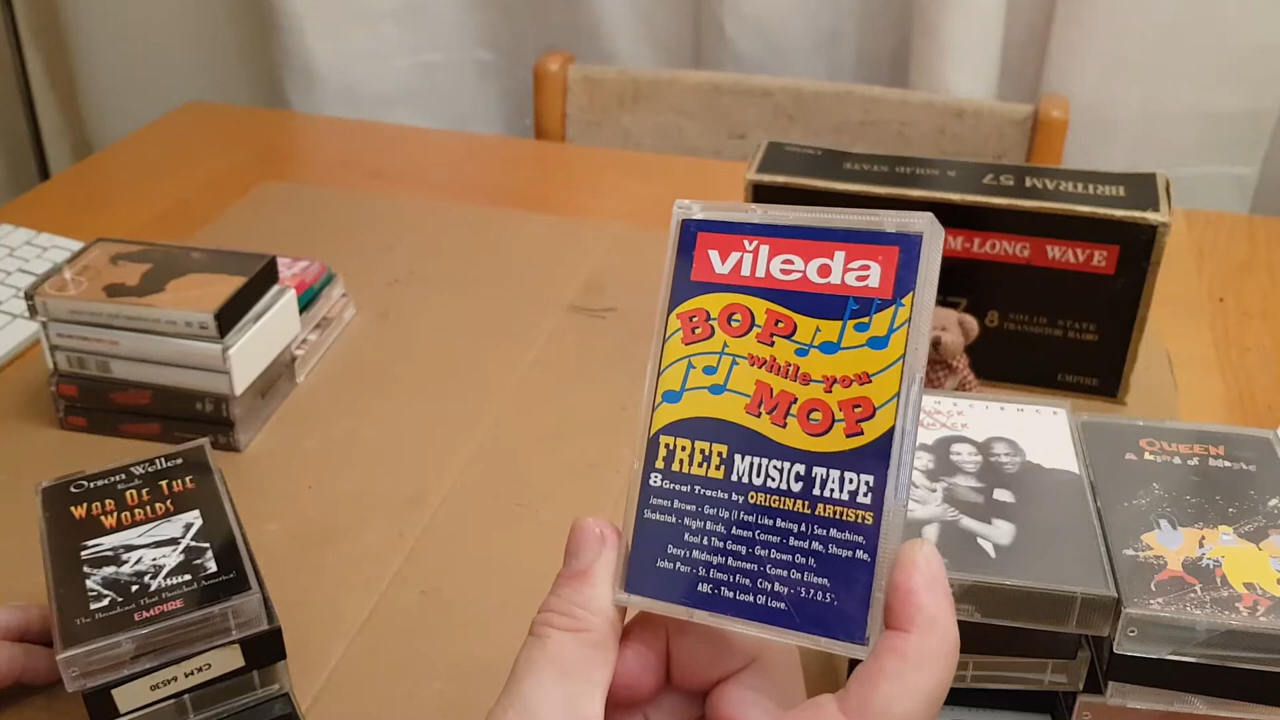 BRITRAM 57
8 SOLID STATE
M-LONG WAVE
8 SOLID STATE
TRANSISTOR RADIO
EMPIRE
vileda
BOP
while you
MOP
FREE MUSIC TAPE
8 Great Tracks by ORIGINAL ARTISTS
James Brown - Get Up (I Feel Like Being A) Sex Machine,
Shakatak - Night Birds, Amen Corner - Bend Me, Shape Me,
Kool & The Gang - Get Down On It,
Dexy's Midnight Runners - Come On Eileen,
John Parr - St. Elmo's Fire, City Boy - "5.7.0.5",
ABC - The Look Of Love.
QUEEN
A Kind of Magic
Orson Welles
WAR OF THE
WORLDS
The Broadcast That Panicked America!
EMPIRE
CKM 64530